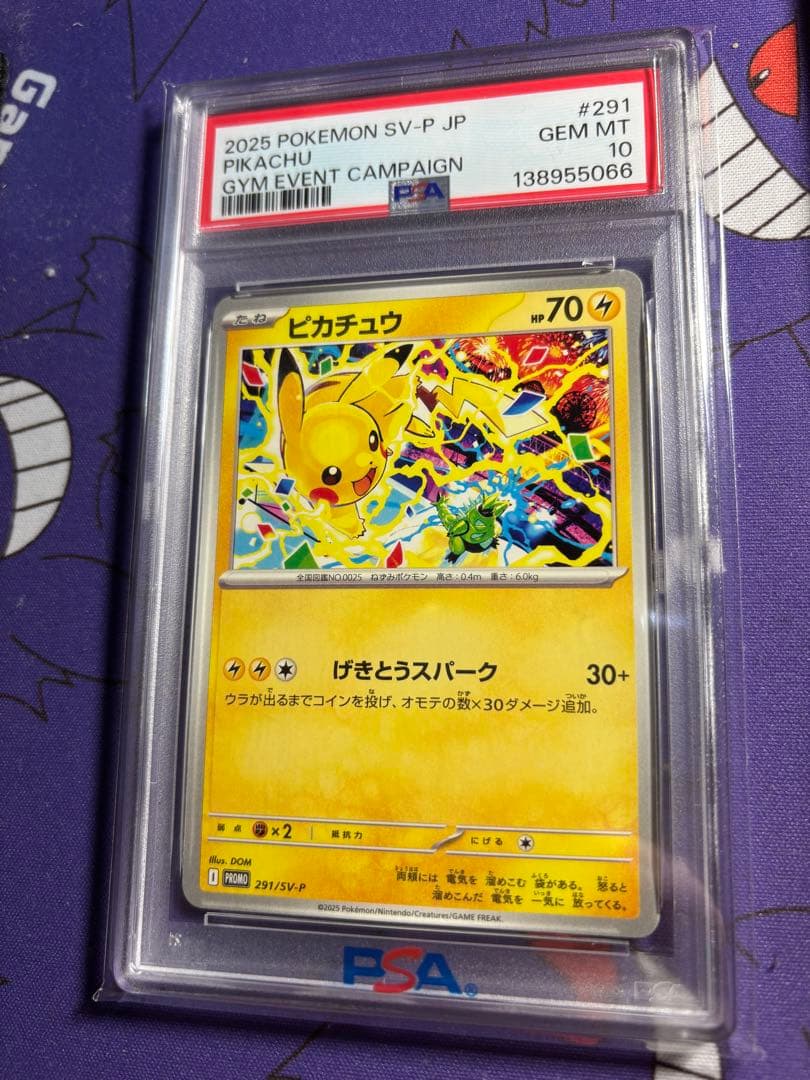 2025 POKEMON SV-P JP #291
PIKACHU GEM MT
GYM EVENT CAMPAIGN 10
138955066
PSA
たね ピカチュウ HP 70
全国図鑑NO.0025 ねずみポケモン 高さ:0.4m 重さ:6.0kg
げきとうスパーク 30+
ウラが出るまでコインを投げ、オモテの数×30ダメージ追加。
弱点 ×2 抵抗力 にげる
Illus. DOM
I PROMO 291/SV-P
両頬には 電気を 溜めこむ 袋がある。 怒ると
溜めこんだ 電気を 一気に 放ってくる。
©2025 Pokémon/Nintendo/Creatures/GAME FREAK.
PSA®